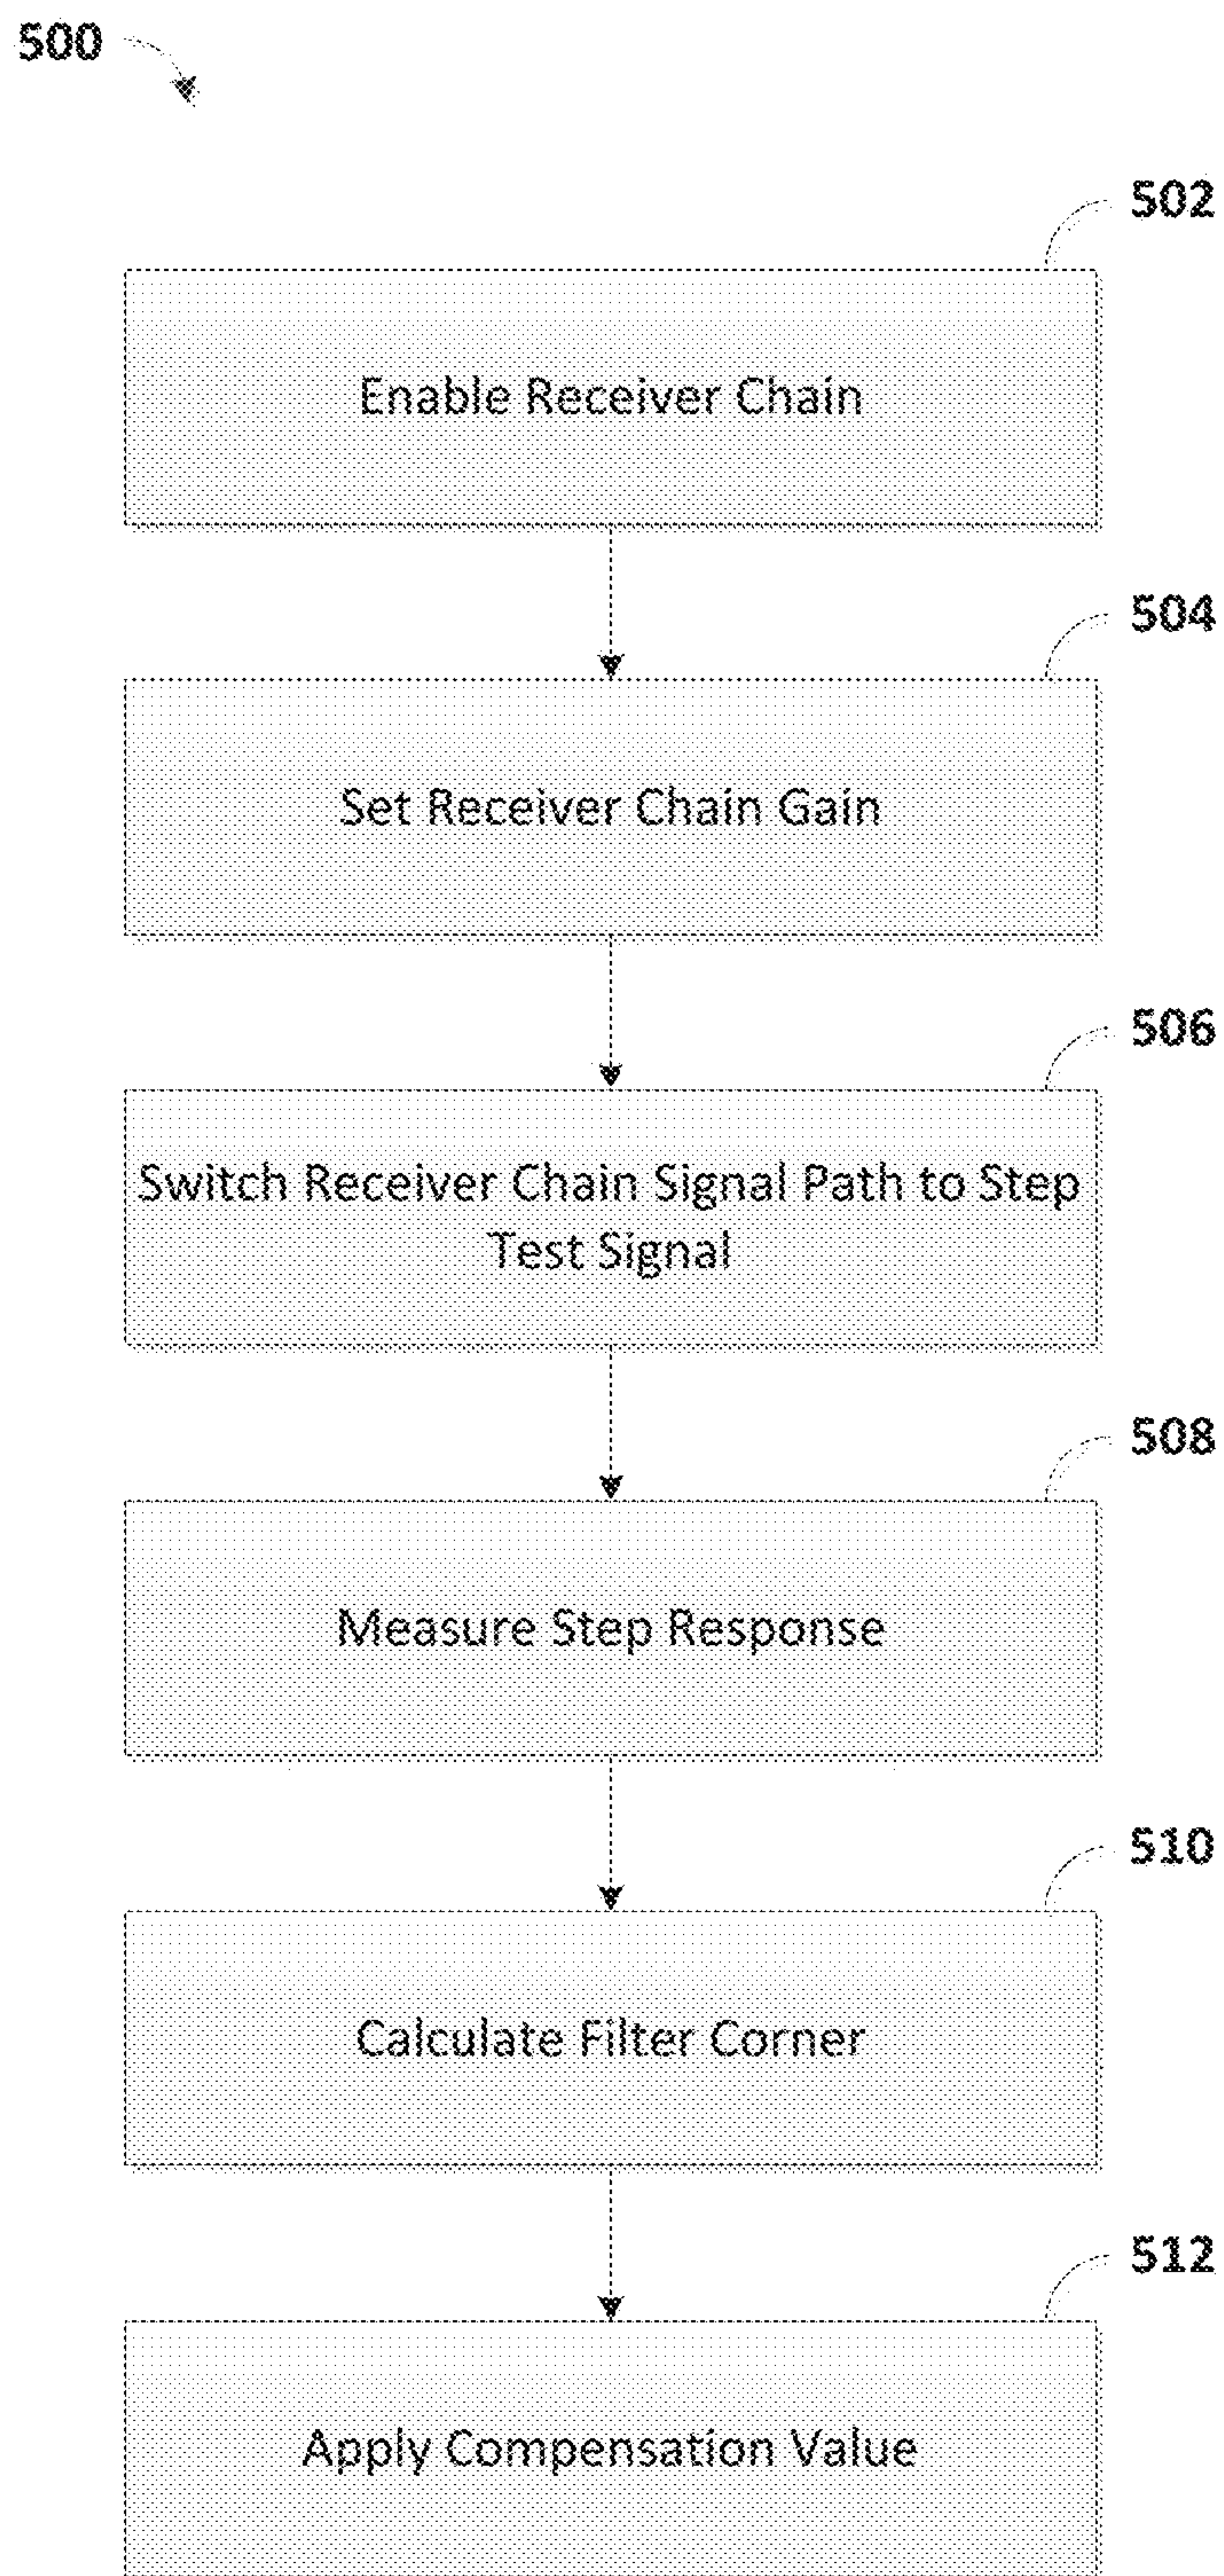 500
502
Enable Receiver Chain
504
Set Receiver Chain Gain
506
Switch Receiver Chain Signal Path to Step
Test Signal
508
Measure Step Response
510
Calculate Filter Corner
512
Apply Compensation Value